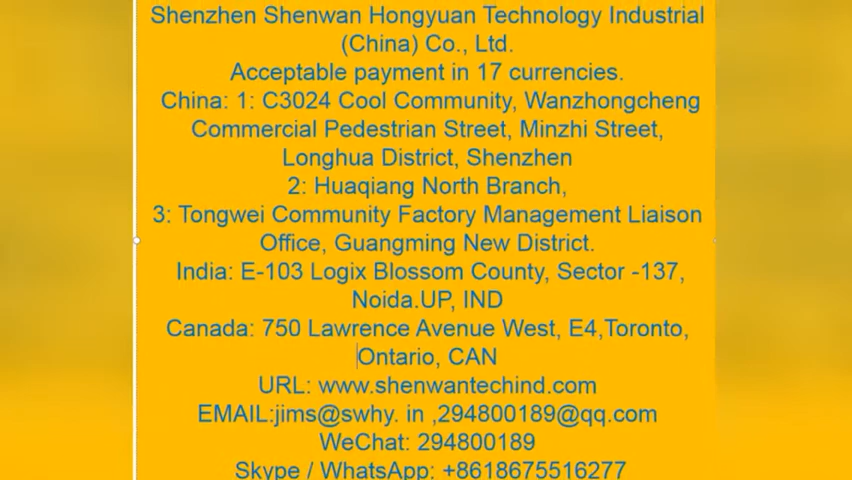 Shenzhen Shenwan Hongyuan Technology Industrial
(China) Co., Ltd.
Acceptable payment in 17 currencies.
China: 1: C3024 Cool Community, Wanzhongcheng
Commercial Pedestrian Street, Minzhi Street,
Longhua District, Shenzhen
2: Huaqiang North Branch,
3: Tongwei Community Factory Management Liaison
Office, Guangming New District.
India: E-103 Logix Blossom County, Sector -137,
Noida.UP, IND
Canada: 750 Lawrence Avenue West, E4,Toronto,
Ontario, CAN
URL: www.shenwantechind.com
EMAIL:jims@swhy. in ,294800189@qq.com
WeChat: 294800189
Skype / WhatsApp: +8618675516277